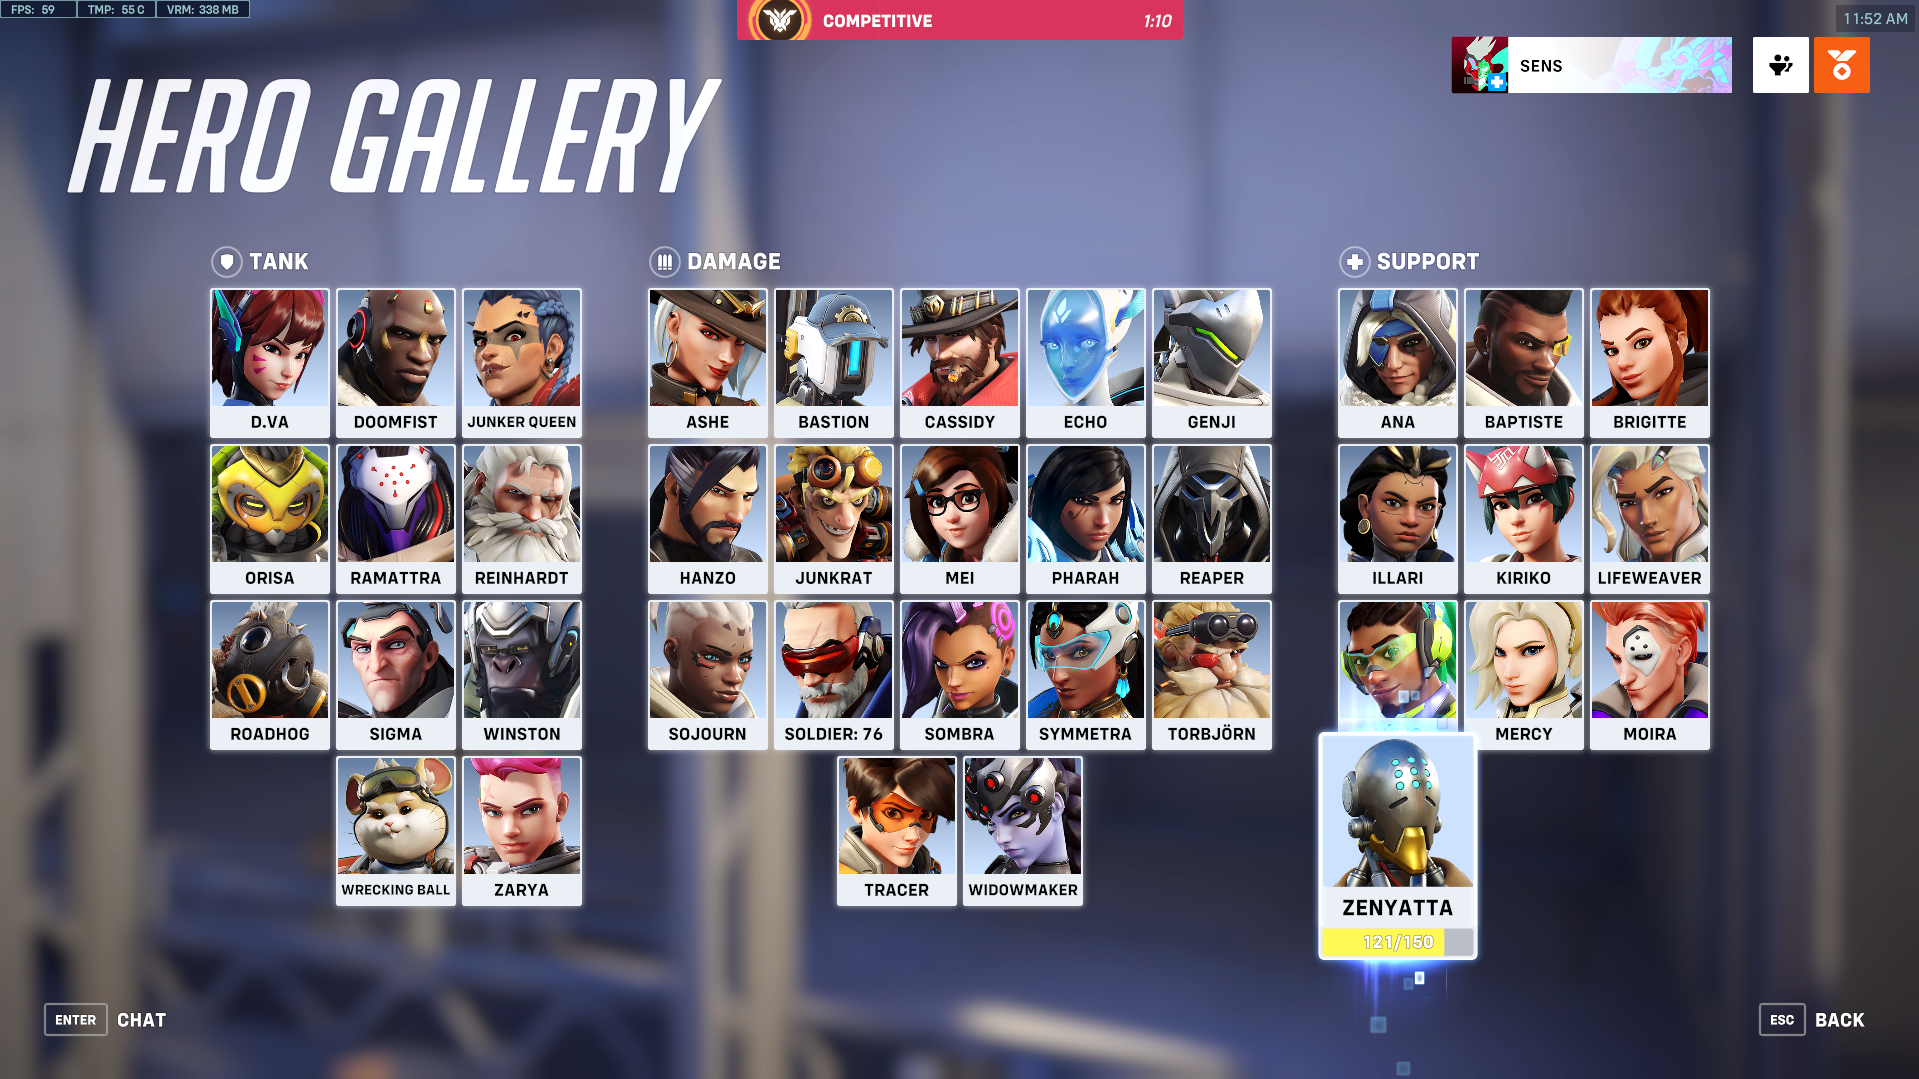 FPS: 59 TMP: 55 C VRM: 338 MB
COMPETITIVE 1:10
11:52 AM
SENS
HERO GALLERY
TANK
D.VA DOOMFIST JUNKER QUEEN
ORISA RAMATTRA REINHARDT
ROADHOG SIGMA WINSTON
WRECKING BALL ZARYA
DAMAGE
ASHE BASTION CASSIDY ECHO GENJI
HANZO JUNKRAT MEI PHARAH REAPER
SOJOURN SOLDIER: 76 SOMBRA SYMMETRA TORBJÖRN
TRACER WIDOWMAKER
SUPPORT
ANA BAPTISTE BRIGITTE
ILLARI KIRIKO LIFEWEAVER
MERCY MOIRA
ZENYATTA
121/150
ENTER CHAT
ESC BACK